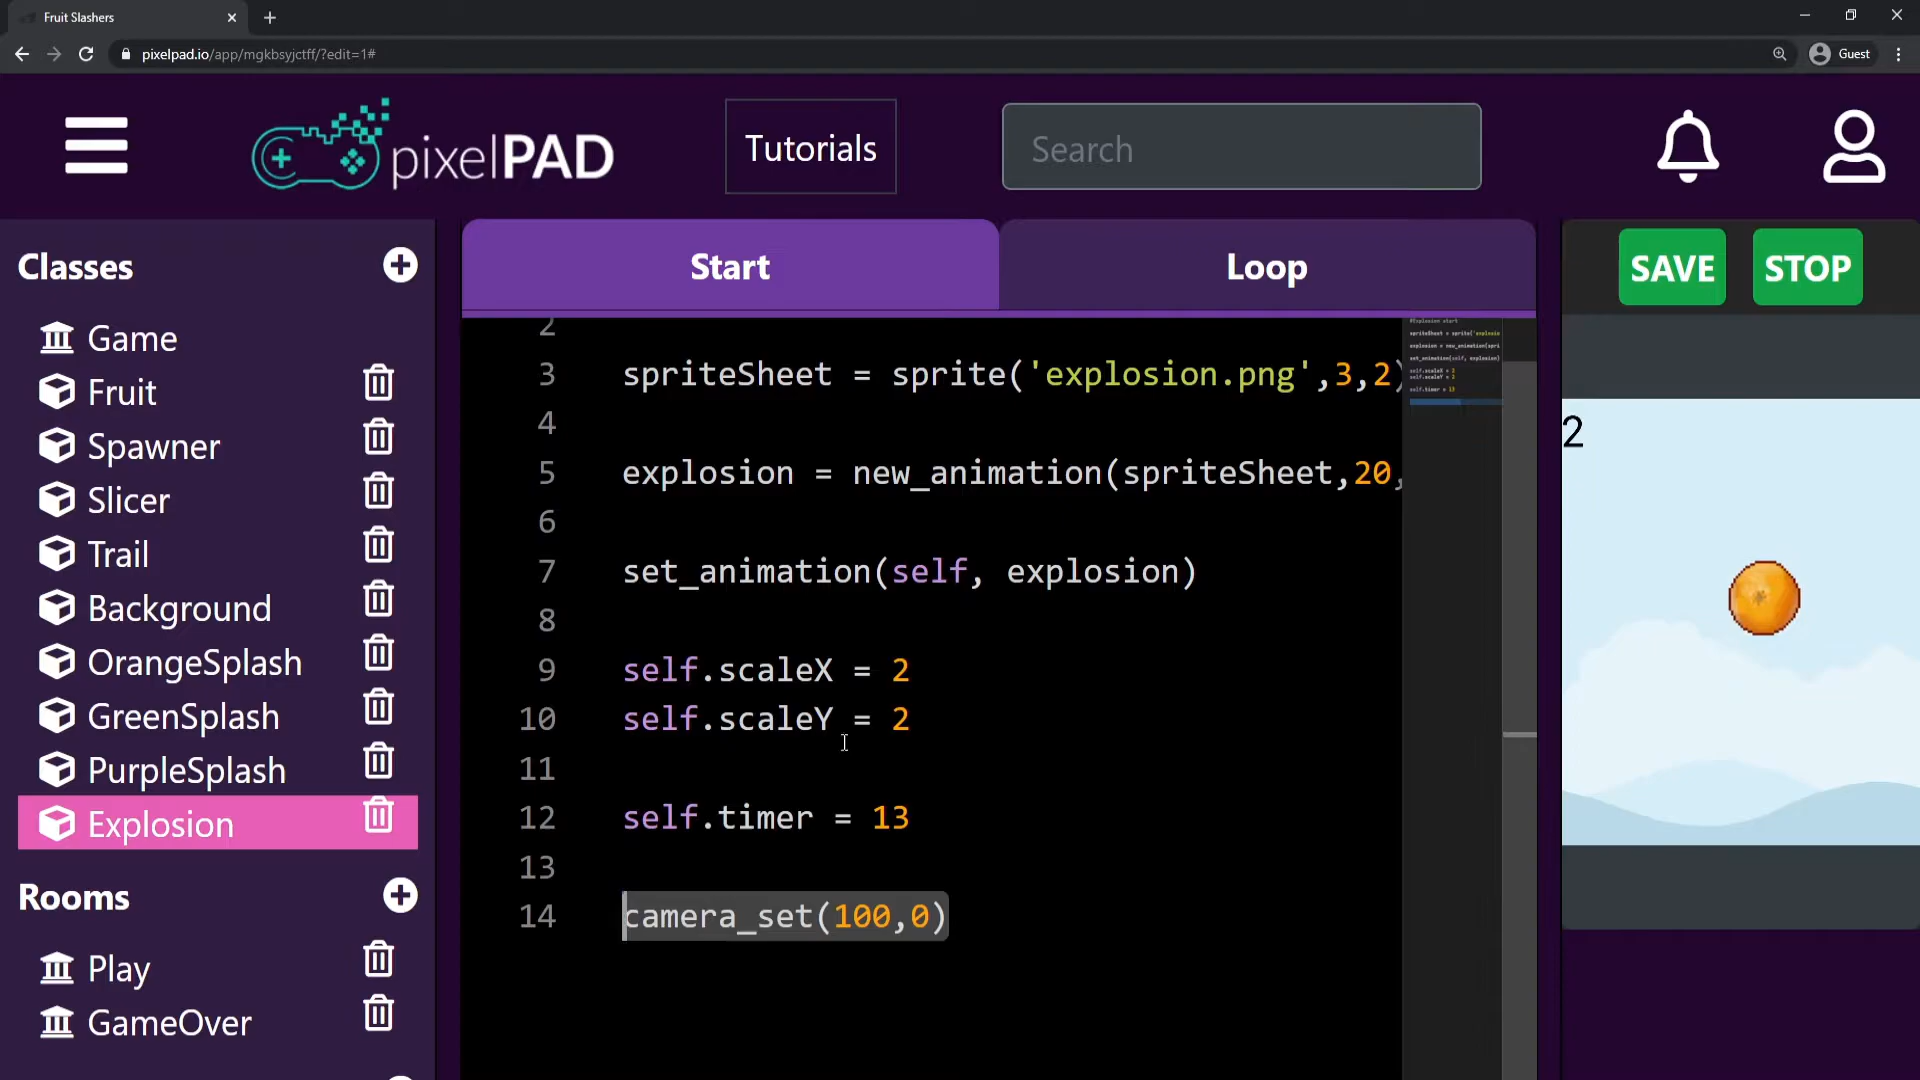 Fruit Slashers
pixelpad.io/app/mgkbsyjctff/?edit=1#
Guest
pixelPAD
Tutorials
Search
Classes
Game
Fruit
Spawner
Slicer
Trail
Background
OrangeSplash
GreenSplash
PurpleSplash
Explosion
Rooms
Play
GameOver
Start
Loop
2
3 spriteSheet = sprite('explosion.png',3,2)
4
5 explosion = new_animation(spriteSheet,20,
6
7 set_animation(self, explosion)
8
9 self.scaleX = 2
10 self.scaleY = 2
11
12 self.timer = 13
13
14 camera_set(100,0)
SAVE
STOP
2